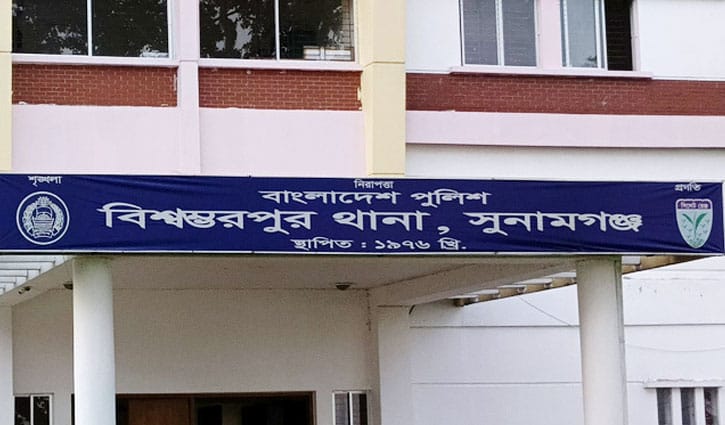 শৃঙ্খলা নিরাপত্তা প্রগতি
বাংলাদেশ পুলিশ
বিশ্বম্ভরপুর থানা, সুনামগঞ্জ
স্থাপিত : ১৯৭৬ খ্রি.
সিলেট রেঞ্জ